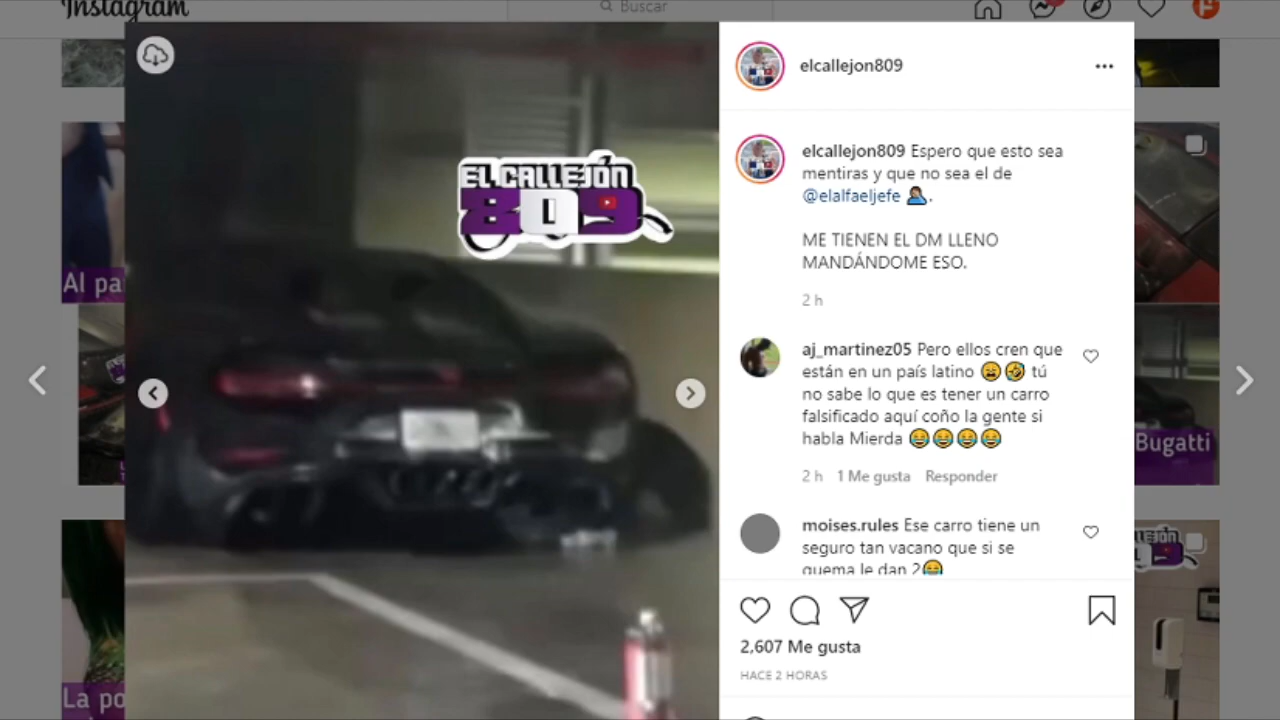 Instagram
Buscar
EL CALLEJÓN
809
elcallejon809
elcallejon809 Espero que esto sea
mentiras y que no sea el de
@elalfaeljefe 🤦🏽‍♂️.
ME TIENEN EL DM LLENO
MANDÁNDOME ESO.
2 h
aj_martinez05 Pero ellos cren que
están en un país latino 😩🤣 tú
no sabe lo que es tener un carro
falsificado aquí coño la gente si
habla Mierda 😂😂😂😂
2 h 1 Me gusta Responder
moises.rules Ese carro tiene un
seguro tan vacano que si se
quema le dan 2😂
2,607 Me gusta
HACE 2 HORAS
Al pa
La po
Bugatti